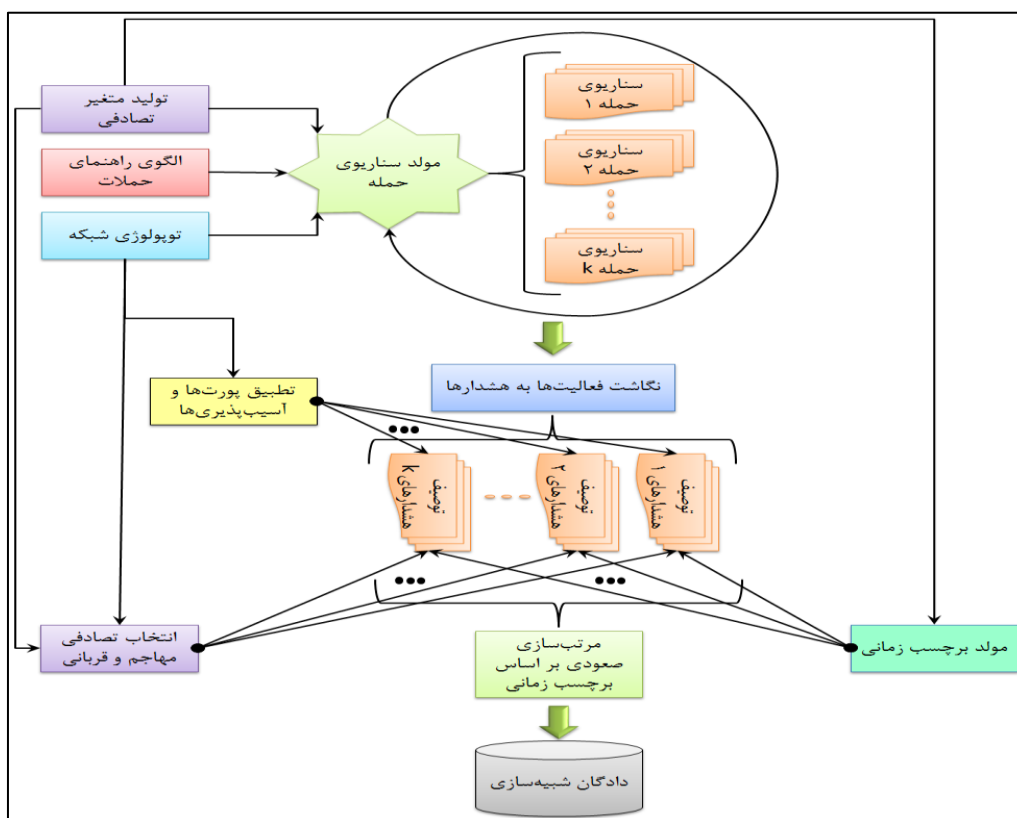 تولید متغیر
تصادفی
الگوی راهنمای
حملات
توپولوژی شبکه
مولد سناریوی
حمله
سناریوی
حمله ۱
سناریوی
حمله ۲
سناریوی
حمله k
نگاشت فعالیت‌ها به هشدارها
تطبیق پورت‌ها و
آسیب‌پذیری‌ها
توصیف
هشدارهای ۱
توصیف
هشدارهای ۲
توصیف
هشدارهای k
انتخاب تصادفی
مهاجم و قربانی
مرتب‌سازی
صعودی بر اساس
برچسب زمانی
مولد برچسب زمانی
دادگان شبیه‌سازی